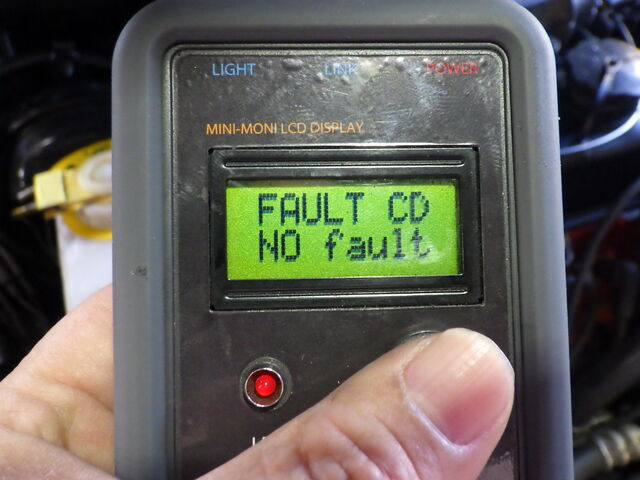 LIGHT LINK POWER
MINI-MONI LCD DISPLAY
FAULT CD
NO fault